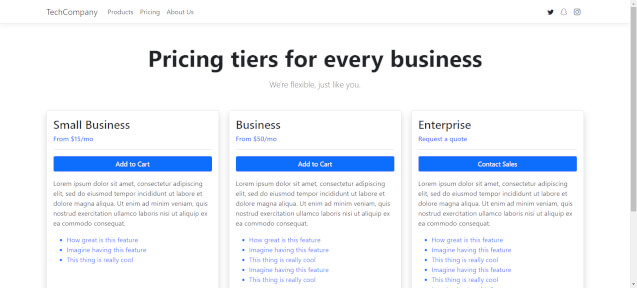 TechCompany Products Pricing About Us
Pricing tiers for every business
We're flexible, just like you.
Small Business
From $15/mo
Add to Cart
Lorem ipsum dolor sit amet, consectetur adipiscing
elit, sed do eiusmod tempor incididunt ut labore et
dolore magna aliqua. Ut enim ad minim veniam, quis
nostrud exercitation ullamco laboris nisi ut aliquip ex
ea commodo consequat.
How great is this feature
Imagine having this feature
This thing is really cool
Business
From $50/mo
Add to Cart
Lorem ipsum dolor sit amet, consectetur adipiscing
elit, sed do eiusmod tempor incididunt ut labore et
dolore magna aliqua. Ut enim ad minim veniam, quis
nostrud exercitation ullamco laboris nisi ut aliquip ex
ea commodo consequat.
How great is this feature
Imagine having this feature
This thing is really cool
Imagine having this feature
This thing is really cool
Enterprise
Request a quote
Contact Sales
Lorem ipsum dolor sit amet, consectetur adipiscing
elit, sed do eiusmod tempor incididunt ut labore et
dolore magna aliqua. Ut enim ad minim veniam, quis
nostrud exercitation ullamco laboris nisi ut aliquip ex
ea commodo consequat.
How great is this feature
Imagine having this feature
This thing is really cool
Imagine having this feature
This thing is really cool